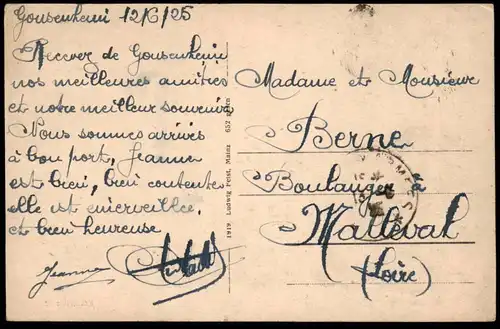 Gousenheim 12/6/25
Recevez de Gousenheim
nos meilleures amitiés
et notre meilleur souvenir
Nous sommes arrivés
à bon port, Jeanne
est bien, bien contente
elle est émerveillée
et bien heureuse
Jeanne
1919 Ludwig Feist, Mainz
Madame et Monsieur
Berne
Boulanger à
Malleval
(Loire)